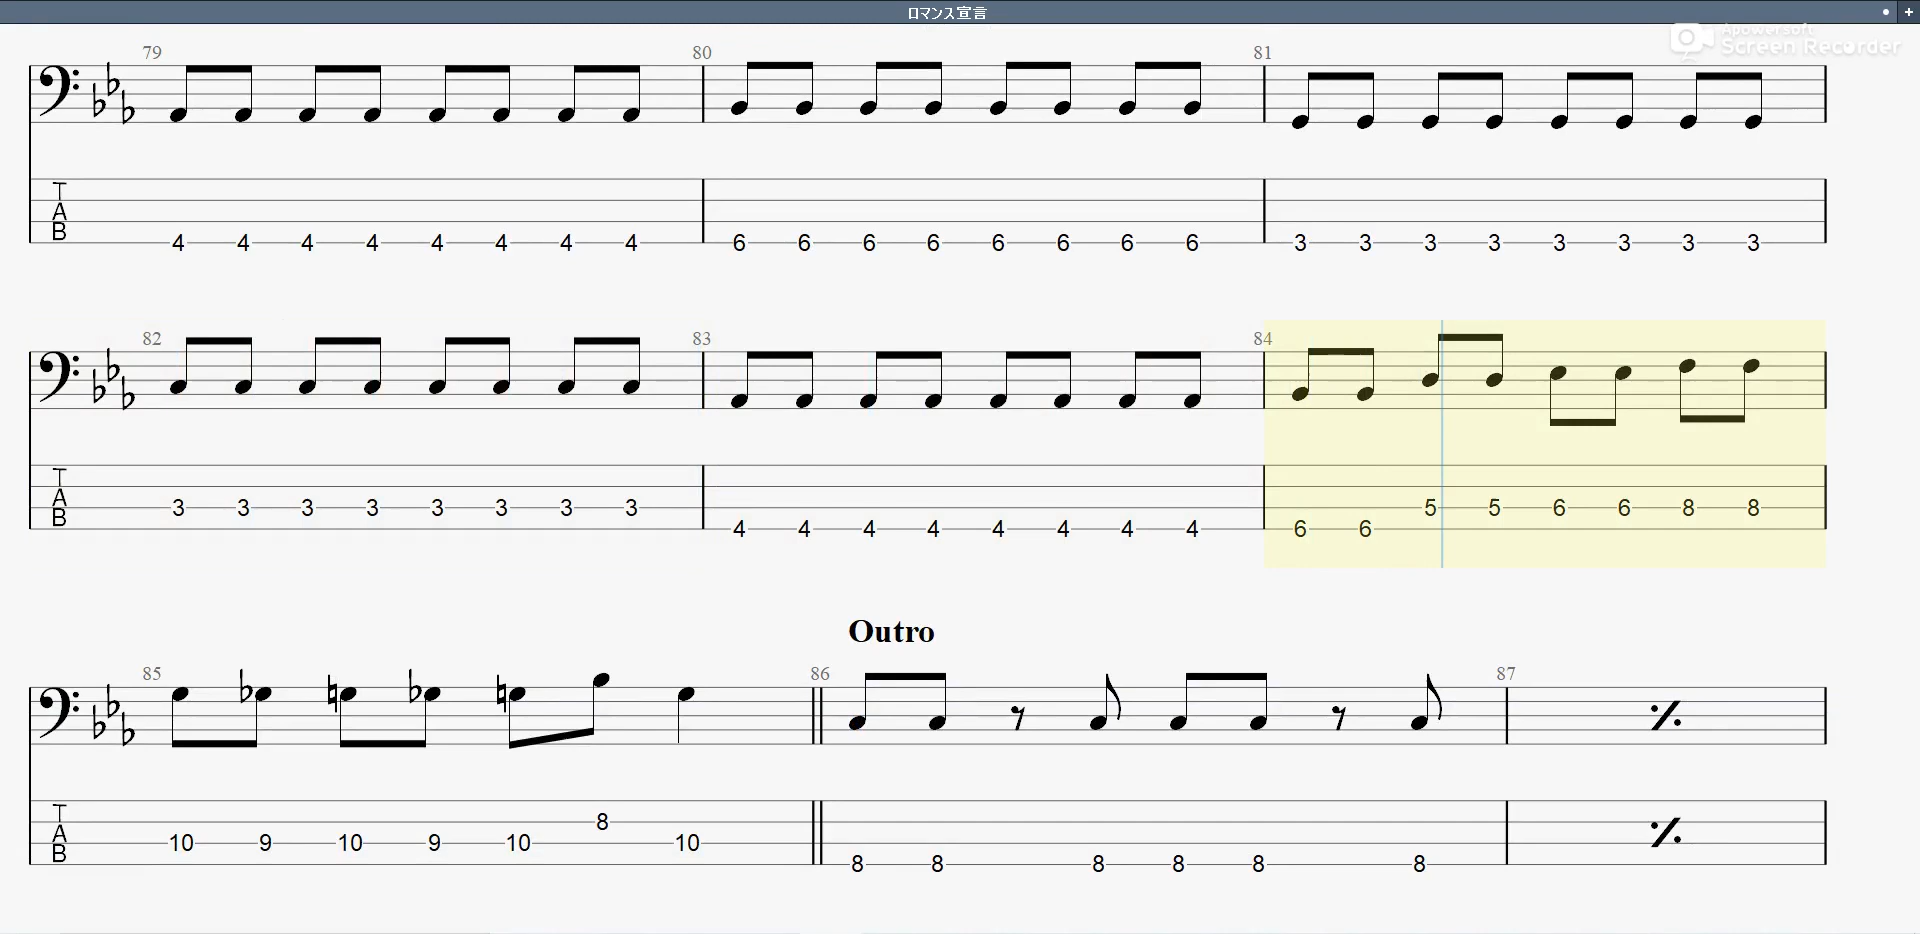 ロマンス宣言
Apowersoft
Screen Recorder
79 80 81
T
A
B
4 4 4 4 4 4 4 4 6 6 6 6 6 6 6 6 3 3 3 3 3 3 3 3
82 83 84
T
A
B
3 3 3 3 3 3 3 3 5 5 6 6 8 8
4 4 4 4 4 4 4 4 6 6
Outro
85 86 87
T
A
B
8
10 9 10 9 10 10
8 8 8 8 8 8